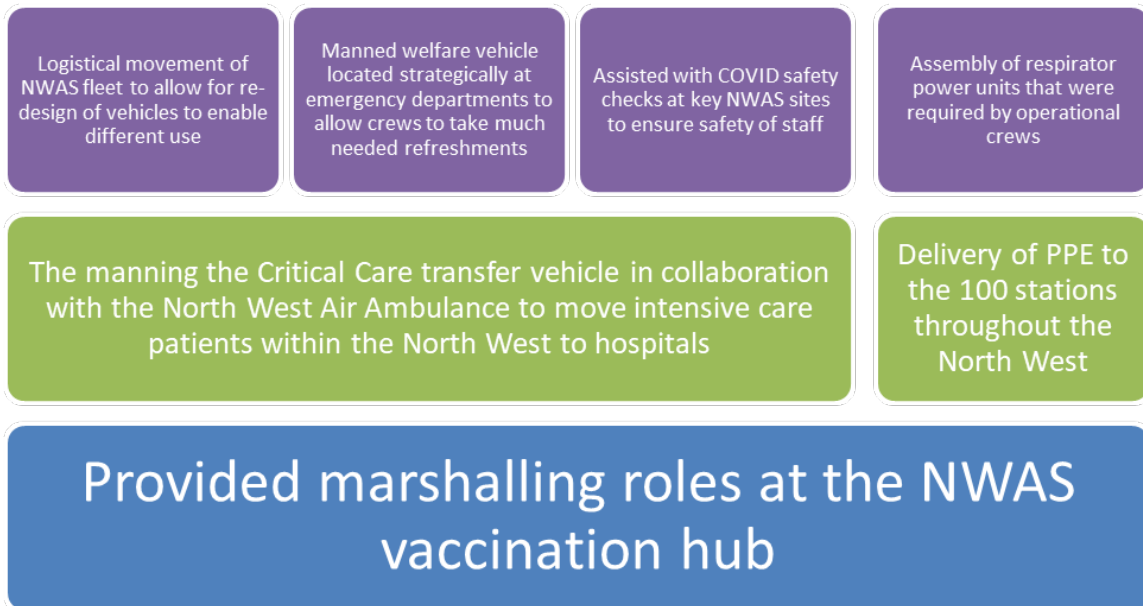 Logistical movement of
NWAS fleet to allow for re-
design of vehicles to enable
different use
Manned welfare vehicle
located strategically at
emergency departments to
allow crews to take much
needed refreshments
Assisted with COVID safety
checks at key NWAS sites
to ensure safety of staff
Assembly of respirator
power units that were
required by operational
crews
The manning the Critical Care transfer vehicle in collaboration
with the North West Air Ambulance to move intensive care
patients within the North West to hospitals
Delivery of PPE to
the 100 stations
throughout the
North West
Provided marshalling roles at the NWAS
vaccination hub